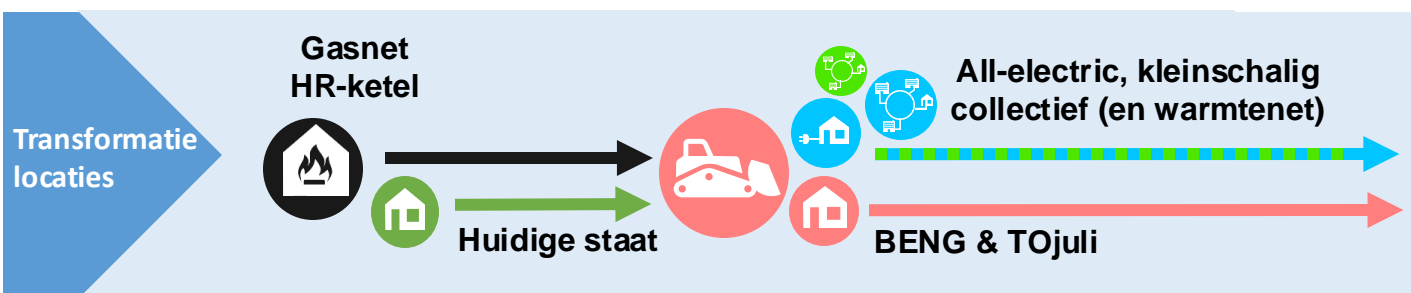 Transformatie
locaties
Gasnet
HR-ketel
Huidige staat
All-electric, kleinschalig
collectief (en warmtenet)
BENG & TOjuli